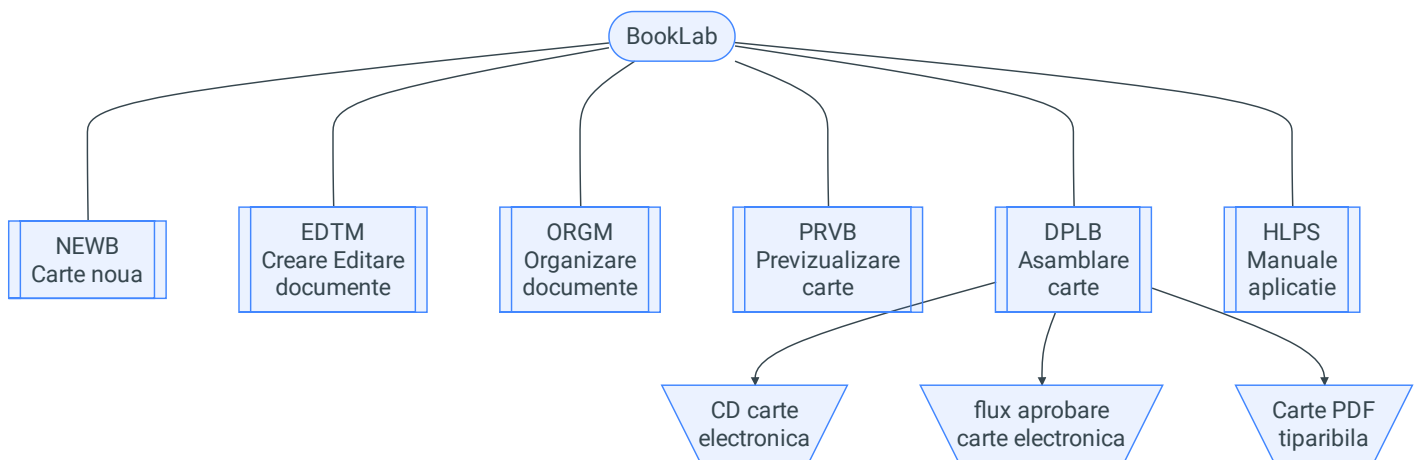 BookLab
NEWB
Carte noua
EDTM
Creare Editare
documente
ORGM
Organizare
documente
PRVB
Previzualizare
carte
DPLB
Asamblare
carte
HLPS
Manuale
aplicatie
CD carte
electronica
flux aprobare
carte electronica
Carte PDF
tiparibila